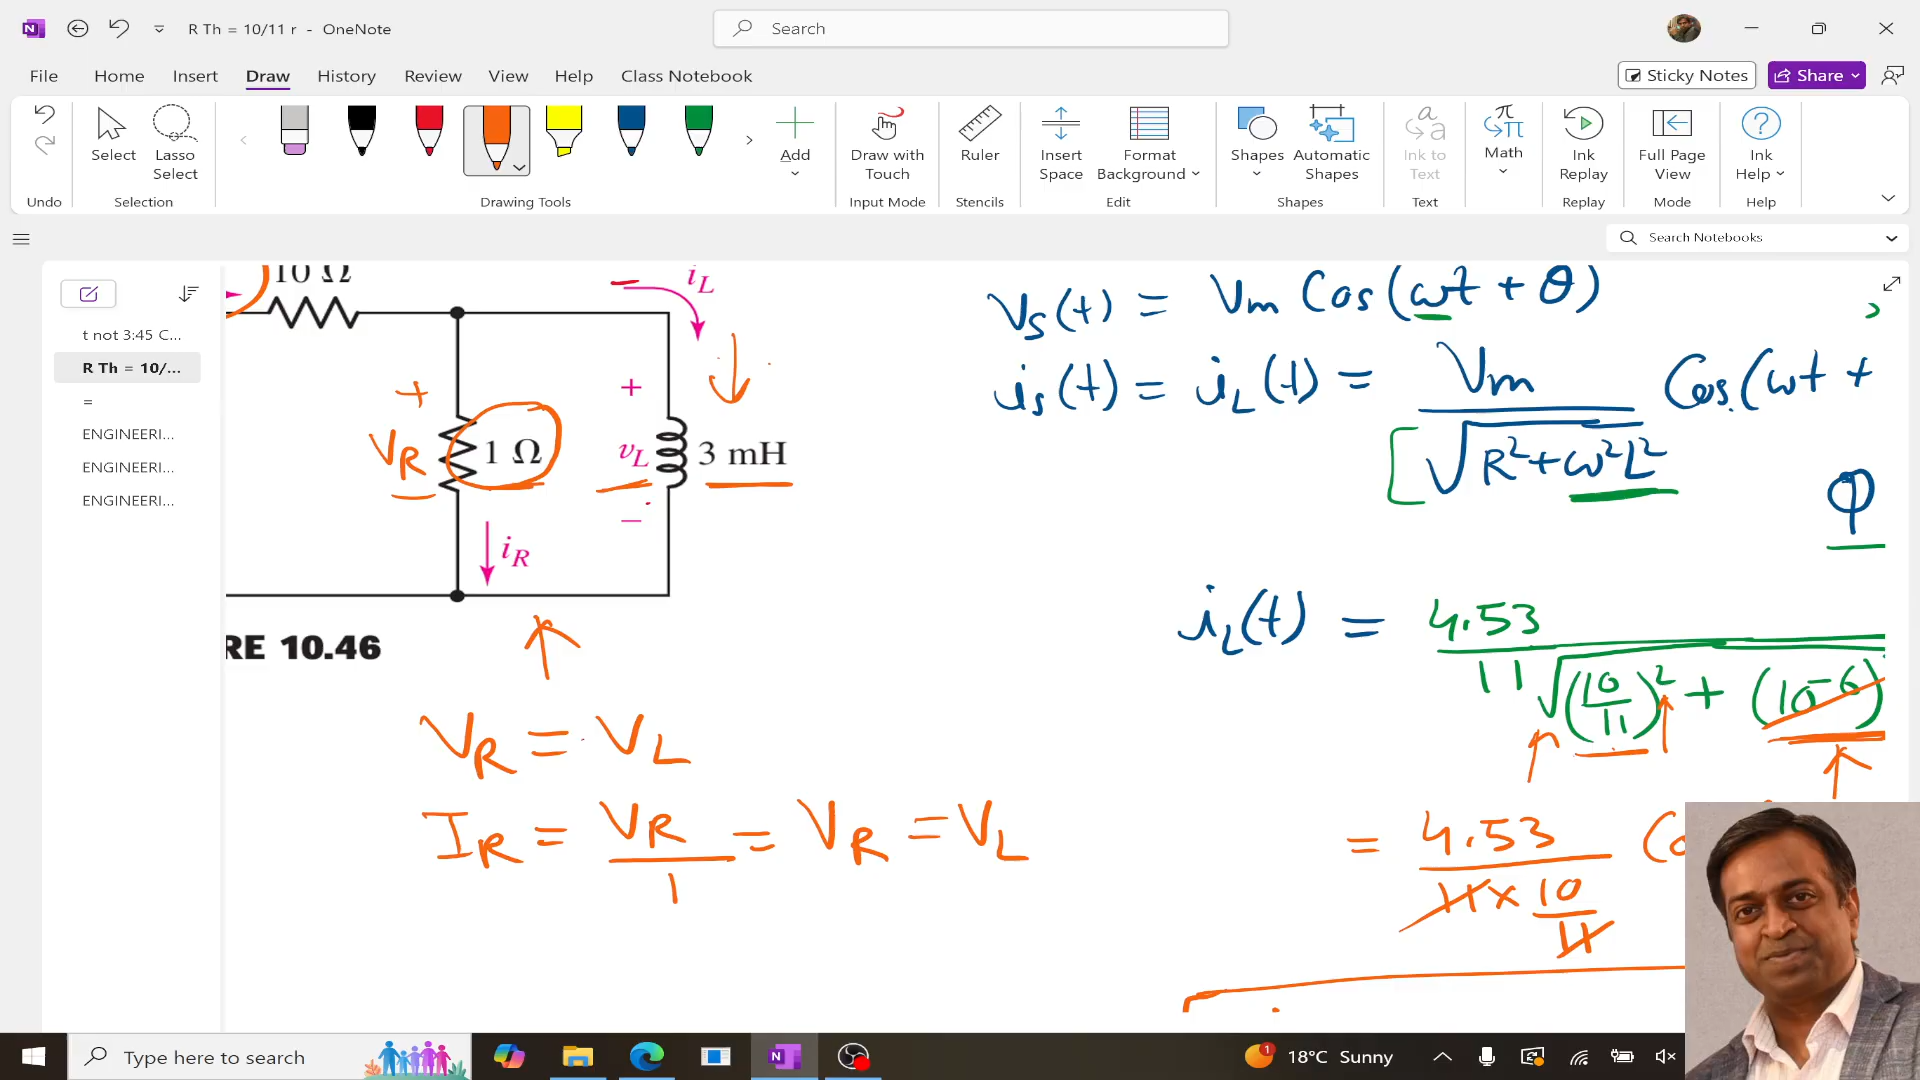 R Th = 10/11 r - OneNote
Search
File Home Insert Draw History Review View Help Class Notebook
Sticky Notes Share
Select Lasso Select
Add
Draw with Touch
Ruler
Insert Space
Format Background
Shapes Automatic Shapes
Ink to Text
Math
Ink Replay
Full Page View
Ink Help
Undo Selection Drawing Tools Input Mode Stencils Edit Shapes Text Replay Mode Help
Search Notebooks
t not 3:45 C...
R Th = 10/...
=
ENGINEERI...
ENGINEERI...
ENGINEERI...
10 Ω
iL
+
VR
1 Ω
+
vL
−
3 mH
iR
RE 10.46
VR = VL
IR = VR/1 = VR = VL
Vs(t) = Vm Cos(ωt + θ)
is(t) = iL(t) = Vm/√R²+ω²L² Cos(ωt +
φ
iL(t) = 4.53/11√(10/11)² + (10⁻⁶)
= 4.53/11×10/11 Co
Type here to search
1
18°C Sunny